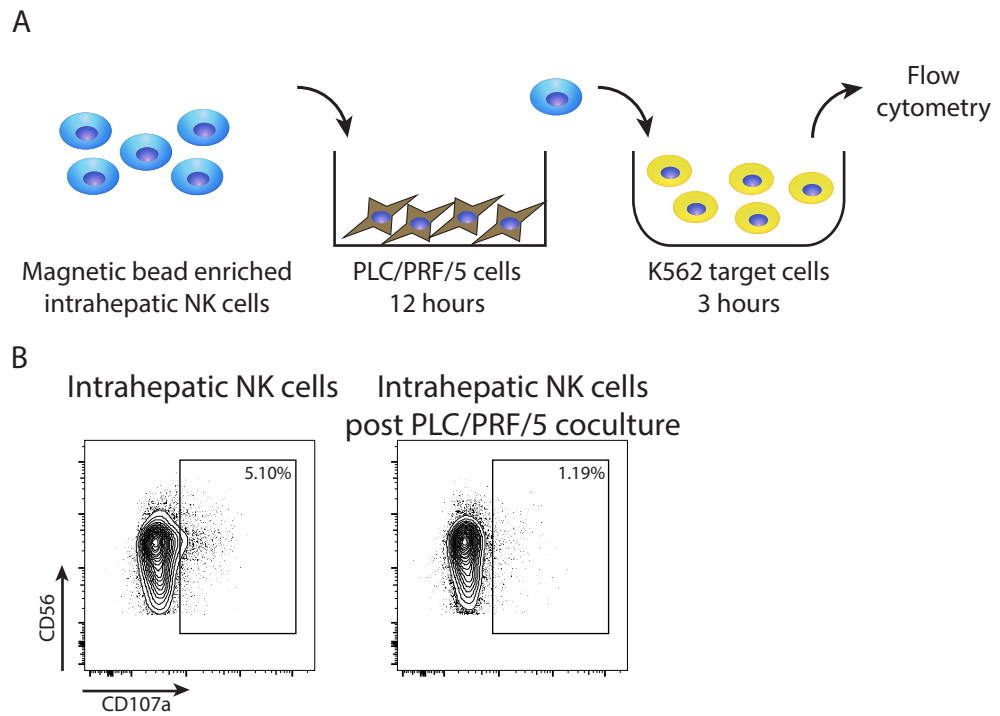 A
Flow
cytometry
Magnetic bead enriched
intrahepatic NK cells
PLC/PRF/5 cells
12 hours
K562 target cells
3 hours
B
Intrahepatic NK cells
Intrahepatic NK cells
post PLC/PRF/5 coculture
5.10%
1.19%
CD56
CD107a